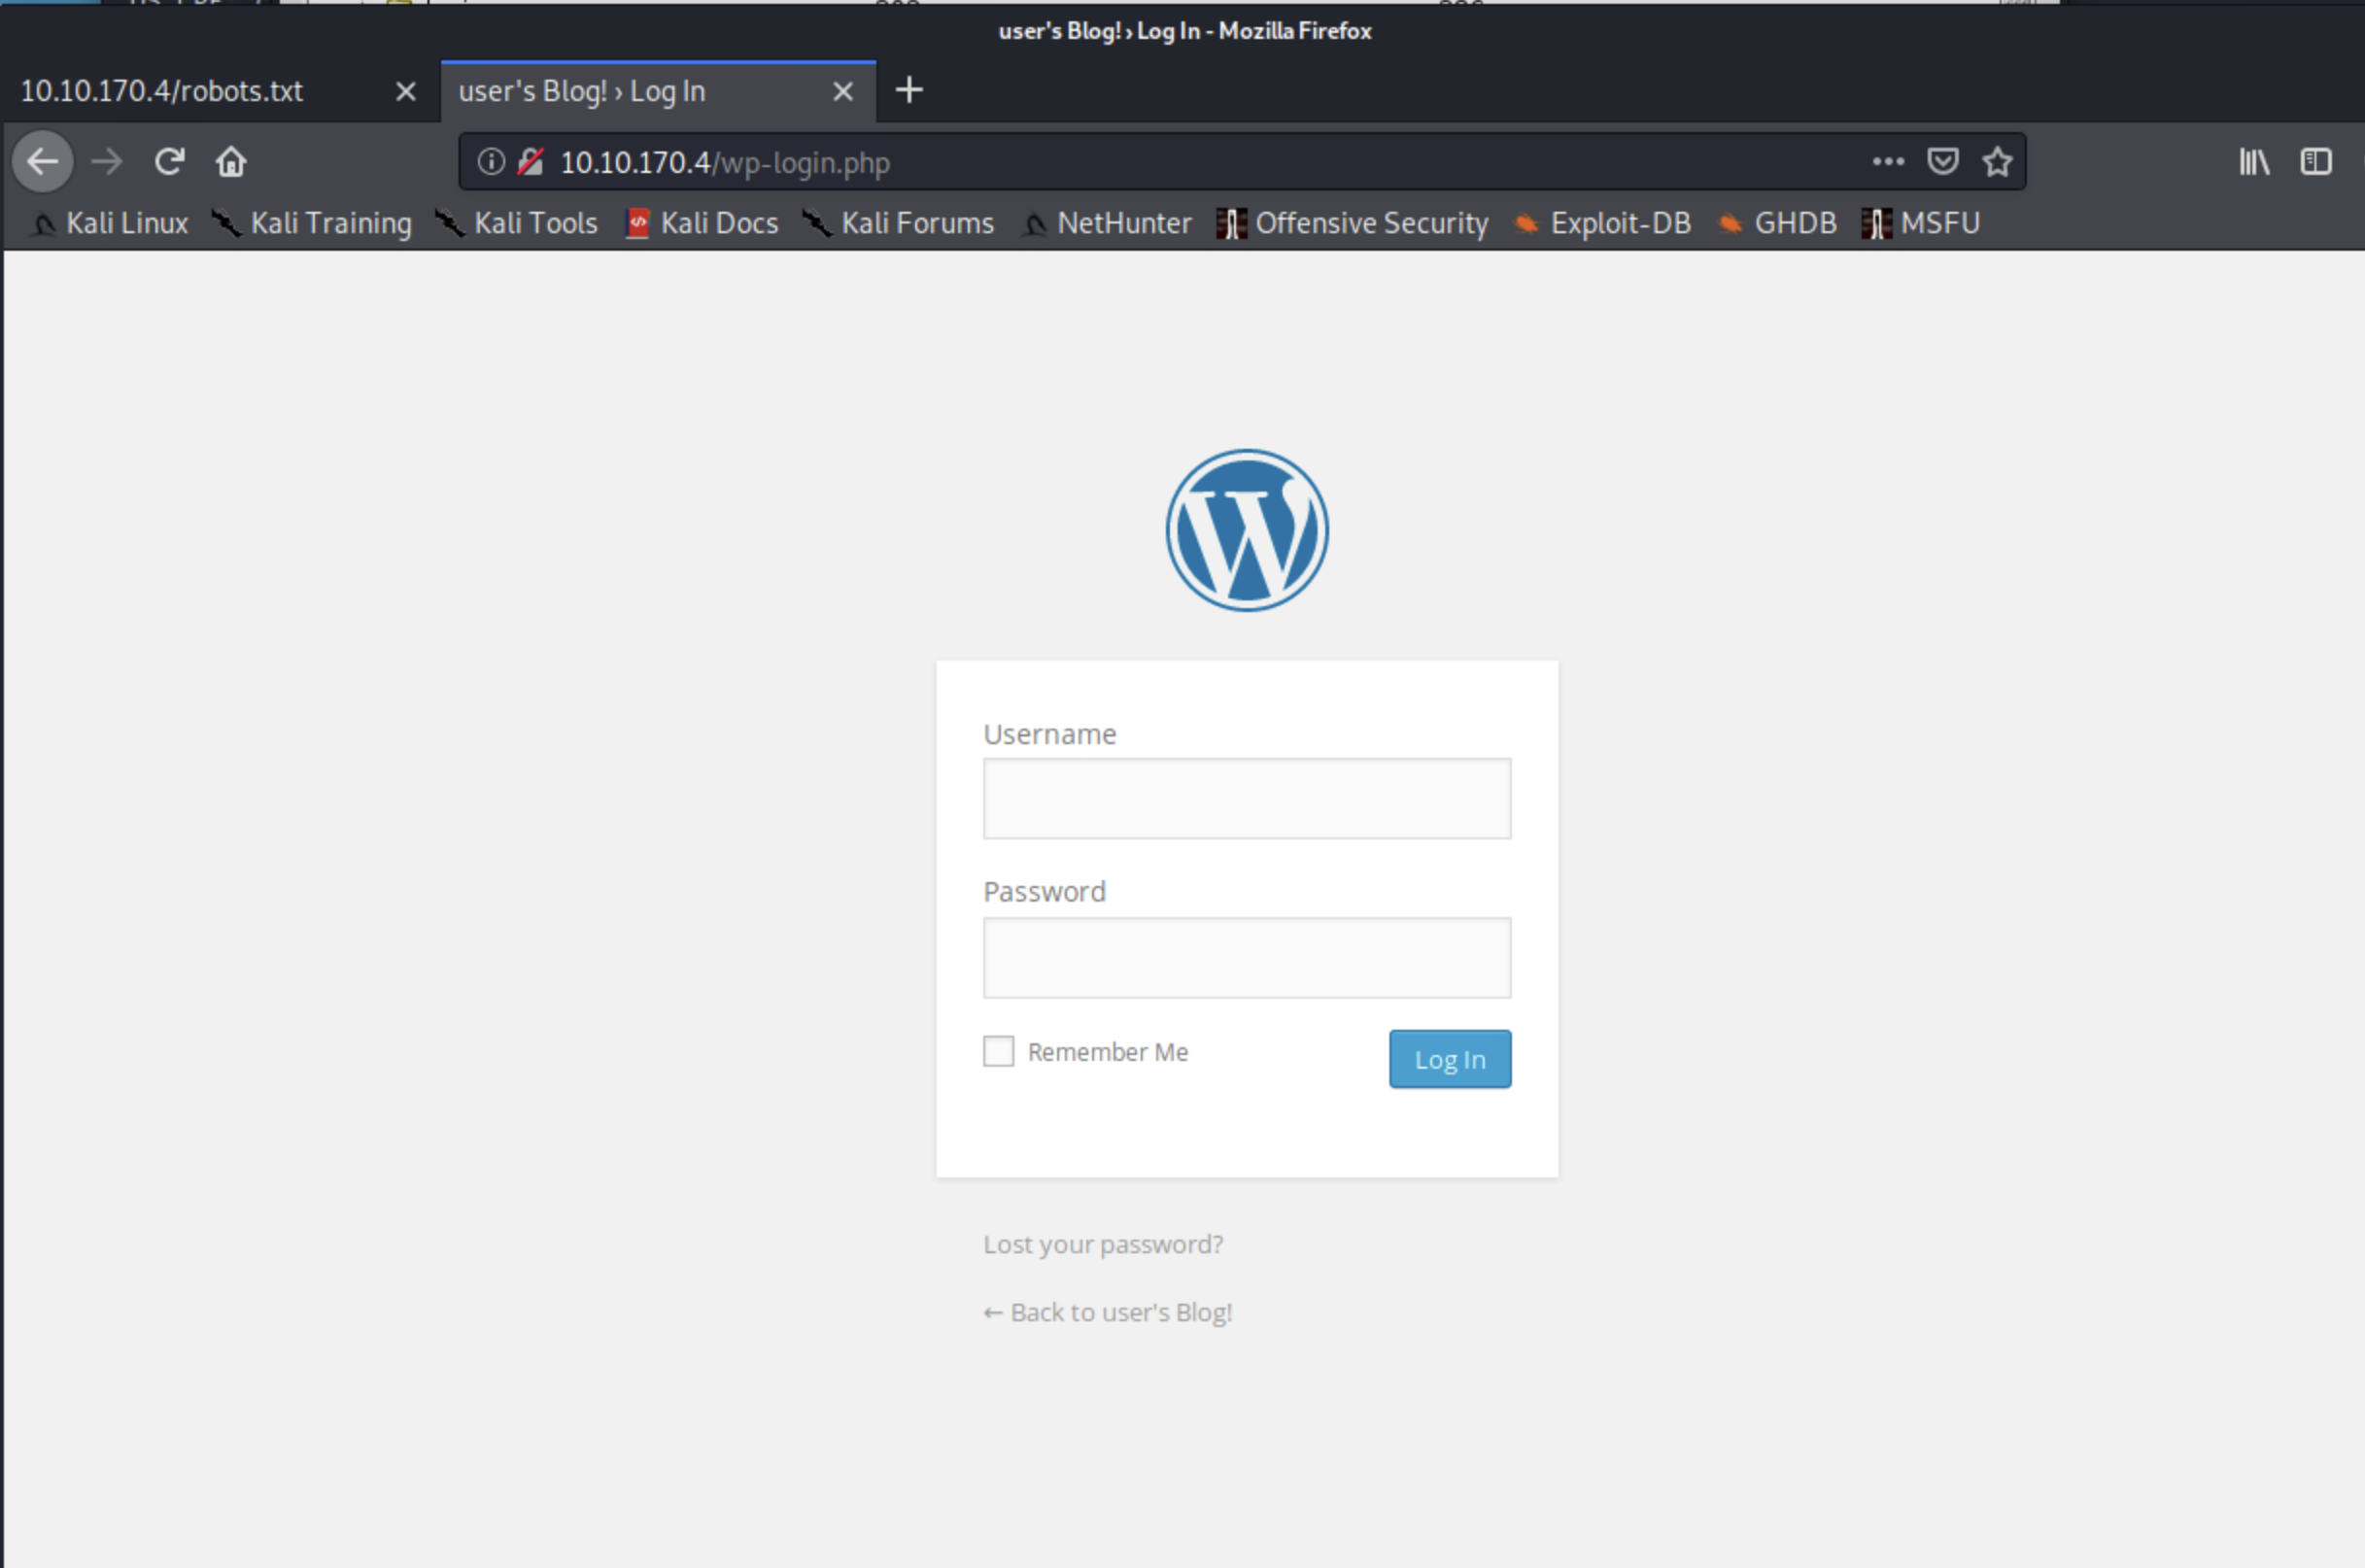 user's Blog! › Log In - Mozilla Firefox
10.10.170.4/robots.txt user's Blog! › Log In
10.10.170.4/wp-login.php
Kali Linux Kali Training Kali Tools Kali Docs Kali Forums NetHunter Offensive Security Exploit-DB GHDB MSFU
Username
Password
Remember Me Log In
Lost your password?
← Back to user's Blog!